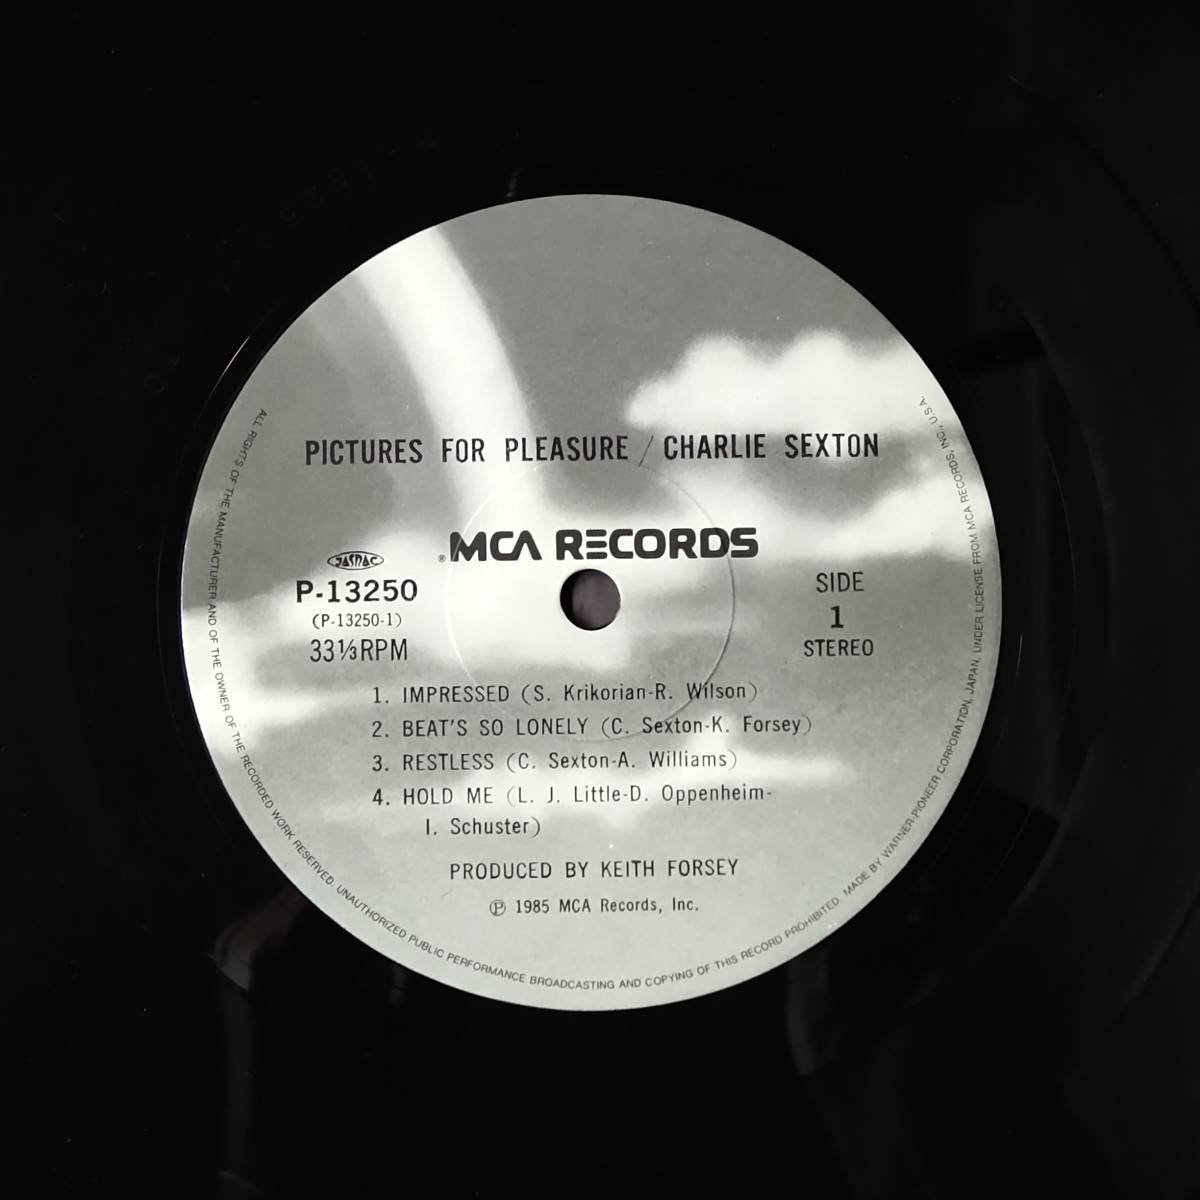 PICTURES FOR PLEASURE / CHARLIE SEXTON
® MCA RECORDS
JASRAC
P-13250
(P-13250-1)
33⅓RPM
SIDE
1
STEREO
1. IMPRESSED (S. Krikorian-R. Wilson)
2. BEAT'S SO LONELY (C. Sexton-K. Forsey)
3. RESTLESS (C. Sexton-A. Williams)
4. HOLD ME (L. J. Little-D. Oppenheim-
I. Schuster)
PRODUCED BY KEITH FORSEY
Ⓟ 1985 MCA Records, Inc.
ALL RIGHTS OF THE MANUFACTURER AND OF THE OWNER OF THE RECORDED WORK RESERVED. UNAUTHORIZED PUBLIC PERFORMANCE BROADCASTING AND COPYING OF THIS RECORD PROHIBITED. MADE BY WARNER-PIONEER CORPORATION, JAPAN, UNDER LICENSE FROM MCA RECORDS, INC., U.S.A.